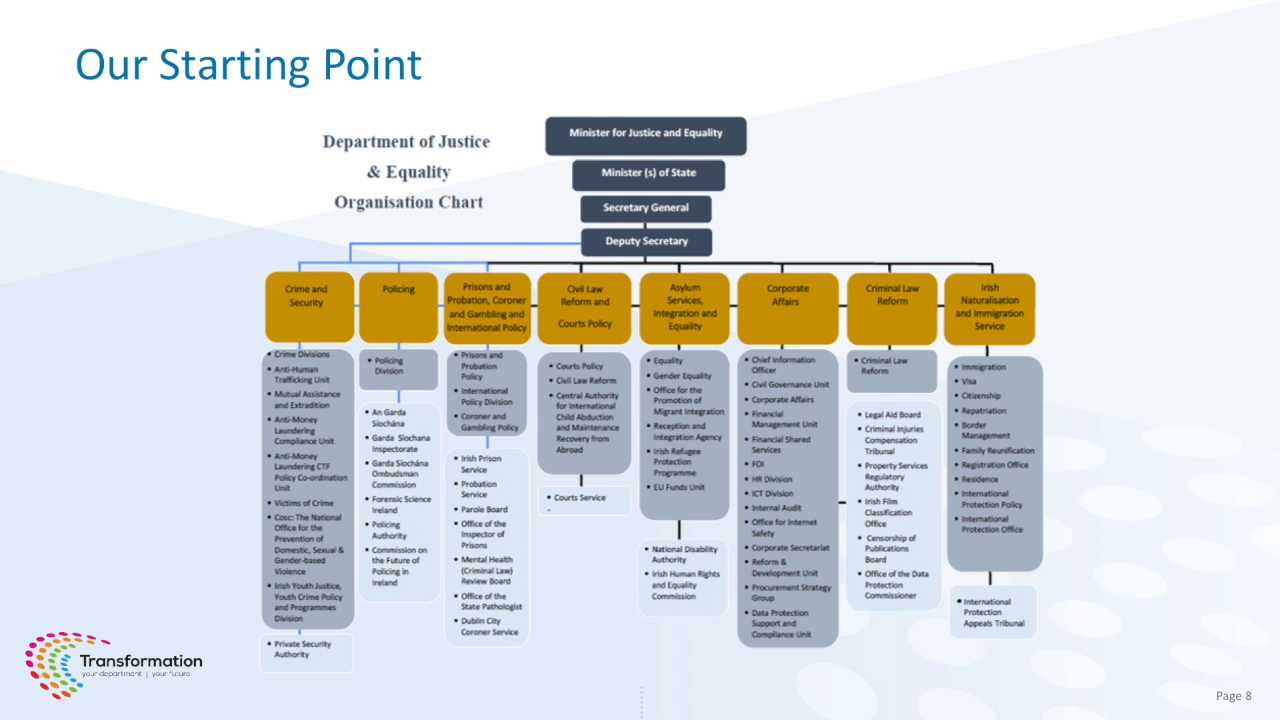 Our Starting Point
Department of Justice
& Equality
Organisation Chart
Minister for Justice and Equality
Minister (s) of State
Secretary General
Deputy Secretary
Crime and
Security
Policing
Prisons and
Probation, Coroner
and Gambling and
International Policy
Civil Law
Reform and
Courts Policy
Asylum
Services,
Integration and
Equality
Corporate
Affairs
Criminal Law
Reform
Irish
Naturalisation
and Immigration
Service
• Crime Divisions
• Anti-Human
Trafficking Unit
• Mutual Assistance
and Extradition
• Anti-Money
Laundering
Compliance Unit
• Anti-Money
Laundering CTF
Policy Co-ordination
Unit
• Victims of Crime
• Cosc: The National
Office for the
Prevention of
Domestic, Sexual &
Gender-based
Violence
• Irish Youth Justice,
Youth Crime Policy
and Programmes
Division
• Private Security
Authority
• Policing
Division
• An Garda
Síochána
• Garda Síochana
Inspectorate
• Garda Síochána
Ombudsman
Commission
• Forensic Science
Ireland
• Policing
Authority
• Commission on
the Future of
Policing in
Ireland
• Prisons and
Probation
Policy
• International
Policy Division
• Coroner and
Gambling Policy
• Irish Prison
Service
• Probation
Service
• Parole Board
• Office of the
Inspector of
Prisons
• Mental Health
(Criminal Law)
Review Board
• Office of the
State Pathologist
• Dublin City
Coroner Service
• Courts Policy
• Civil Law Reform
• Central Authority
for International
Child Abduction
and Maintenance
Recovery from
Abroad
• Courts Service
-
• Equality
• Gender Equality
• Office for the
Promotion of
Migrant Integration
• Reception and
Integration Agency
• Irish Refugee
Protection
Programme
• EU Funds Unit
• National Disability
Authority
• Irish Human Rights
and Equality
Commission
• Chief Information
Officer
• Civil Governance Unit
• Corporate Affairs
• Financial
Management Unit
• Financial Shared
Services
• FOI
• HR Division
• ICT Division
• Internal Audit
• Office for Internet
Safety
• Corporate Secretariat
• Reform &
Development Unit
• Procurement Strategy
Group
• Data Protection
Support and
Compliance Unit
• Criminal Law
Reform
• Legal Aid Board
• Criminal Injuries
Compensation
Tribunal
• Property Services
Regulatory
Authority
• Irish Film
Classification
Office
• Censorship of
Publications
Board
• Office of the Data
Protection
Commissioner
• Immigration
• Visa
• Citizenship
• Repatriation
• Border
Management
• Family Reunification
• Registration Office
• Residence
• International
Protection Policy
• International
Protection Office
• International
Protection
Appeals Tribunal
Transformation
your department | your future
Page 8